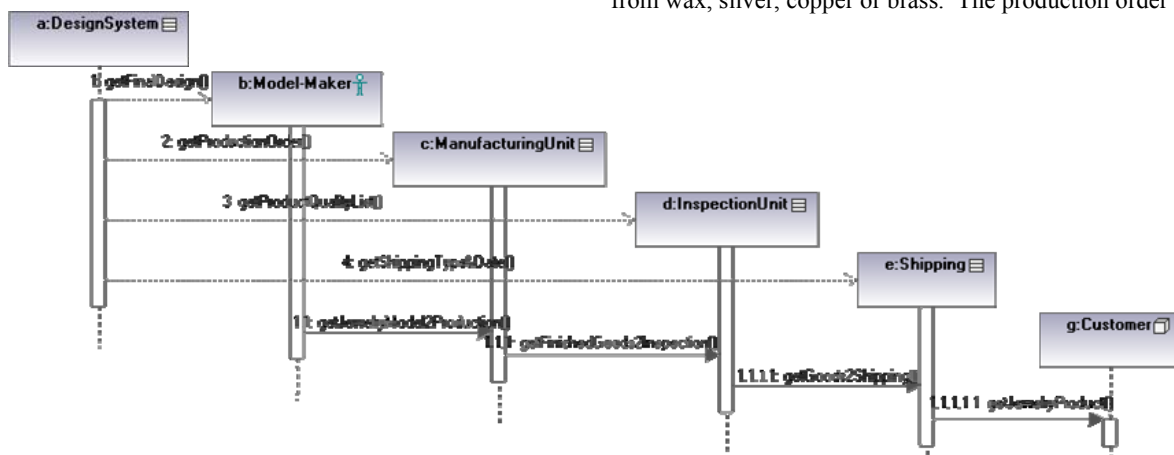 from wax, silver, copper or brass. The production order
a:DesignSystem
1: getFinalDesign()
b:Model-Maker
2: getProductionOrder()
c:ManufacturingUnit
3 getProductQualityList()
d:InspectionUnit
4: getShippingType&Date()
e:Shipping
g:Customer
1.1: getJewelryModel2Production()
1.1.1: getFinishedGoods2Inspection()
1.1.1.1: getGoods2Shipping()
1.1.1.1.1 getJewelryProduct()